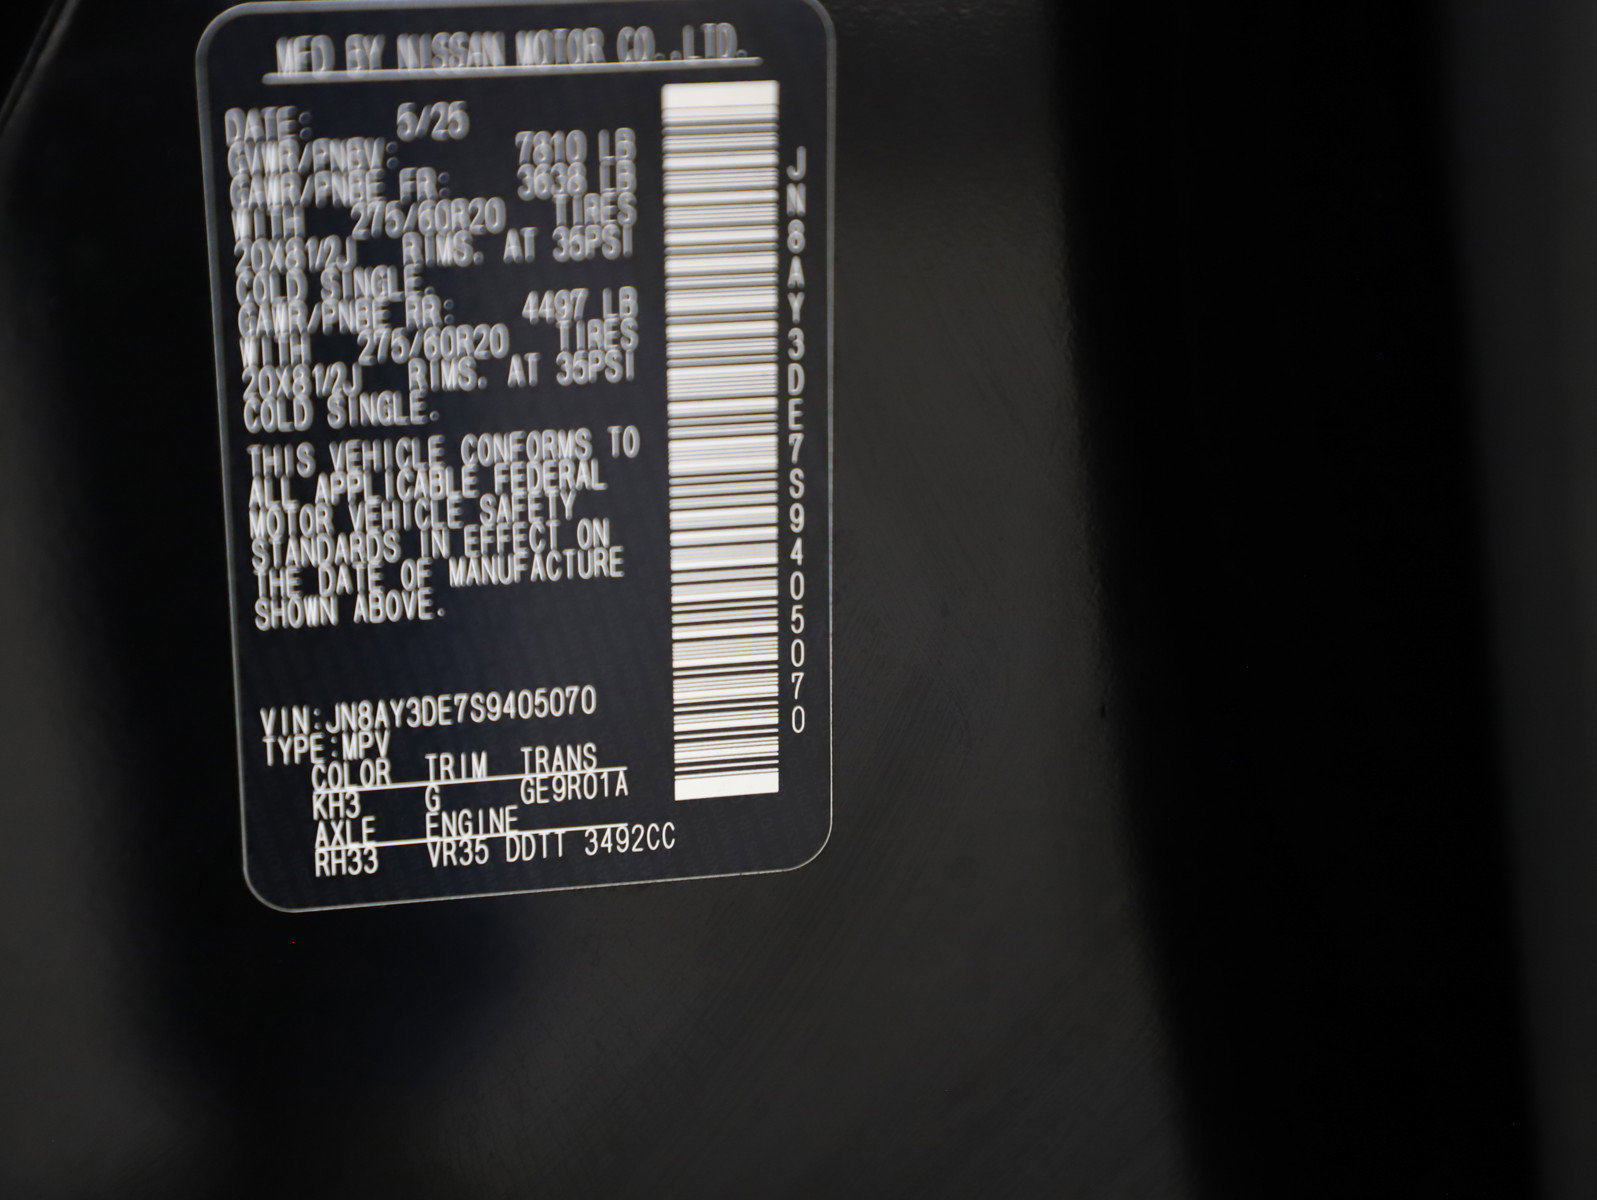 MFD BY NISSAN MOTOR CO.,LTD.
DATE: 5/25
GVWR/PNBV: 7810 LB
GAWR/PNBE FR: 3638 LB
WITH 275/60R20 TIRES
20X81/2J RIMS. AT 35PSI
COLD SINGLE.
GAWR/PNBE RR: 4497 LB
WITH 275/60R20 TIRES
20X81/2J RIMS. AT 35PSI
COLD SINGLE.
THIS VEHICLE CONFORMS TO
ALL APPLICABLE FEDERAL
MOTOR VEHICLE SAFETY
STANDARDS IN EFFECT ON
THE DATE OF MANUFACTURE
SHOWN ABOVE.
VIN:JN8AY3DE7S9405070
TYPE:MPV
COLOR TRIM TRANS
KH3 G GE9R01A
AXLE ENGINE
RH33 VR35 DDTT 3492CC
JN8AY3DE7S9405070